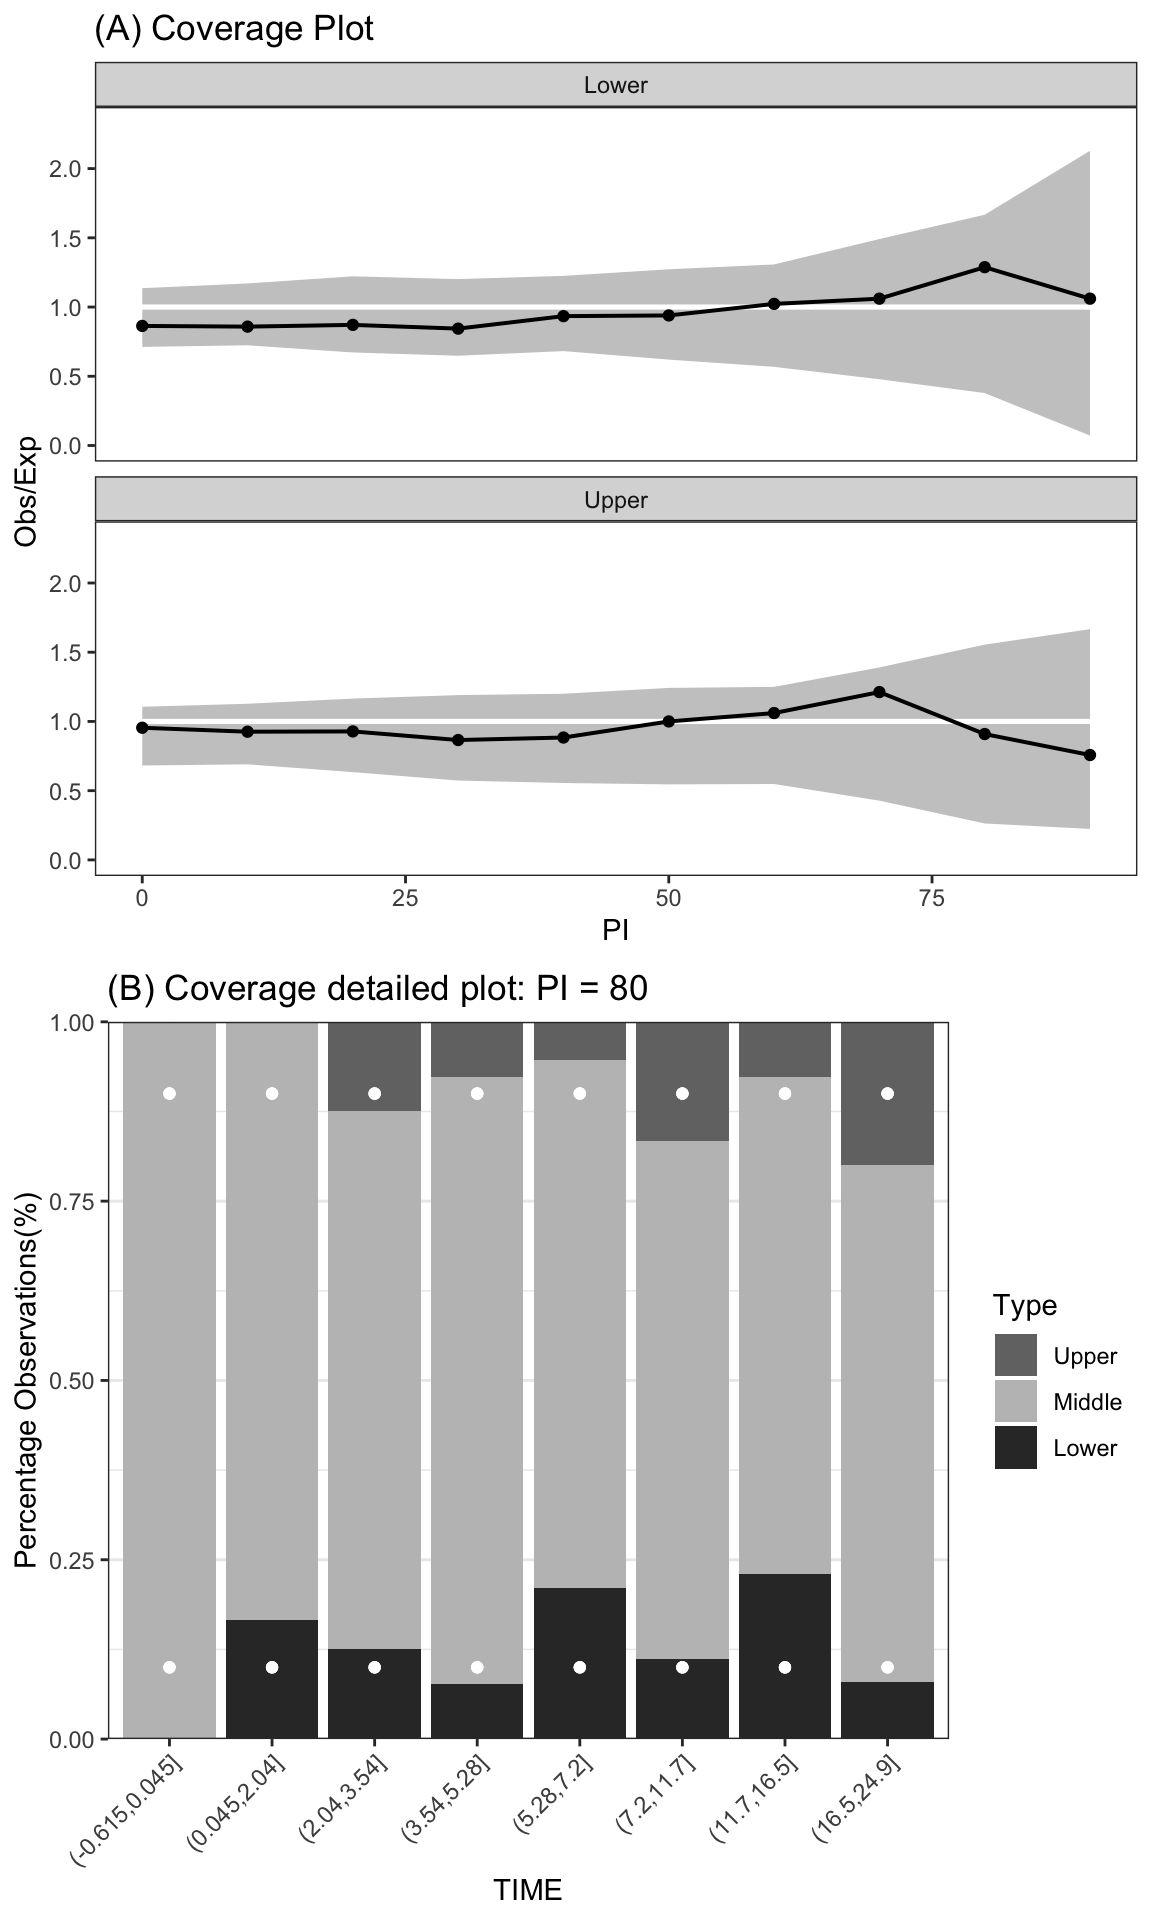 (A) Coverage Plot
Lower
2.0
1.5
1.0
0.5
0.0
Obs/Exp
Upper
2.0
1.5
1.0
0.5
0.0
0 25 50 75
PI
(B) Coverage detailed plot: PI = 80
1.00
0.75
0.50
0.25
0.00
Percentage Observations(%)
(-0.615,0.045] (0.045,2.04] (2.04,3.54] (3.54,5.28] (5.28,7.2] (7.2,11.7] (11.7,16.5] (16.5,24.9]
TIME
Type
Upper
Middle
Lower